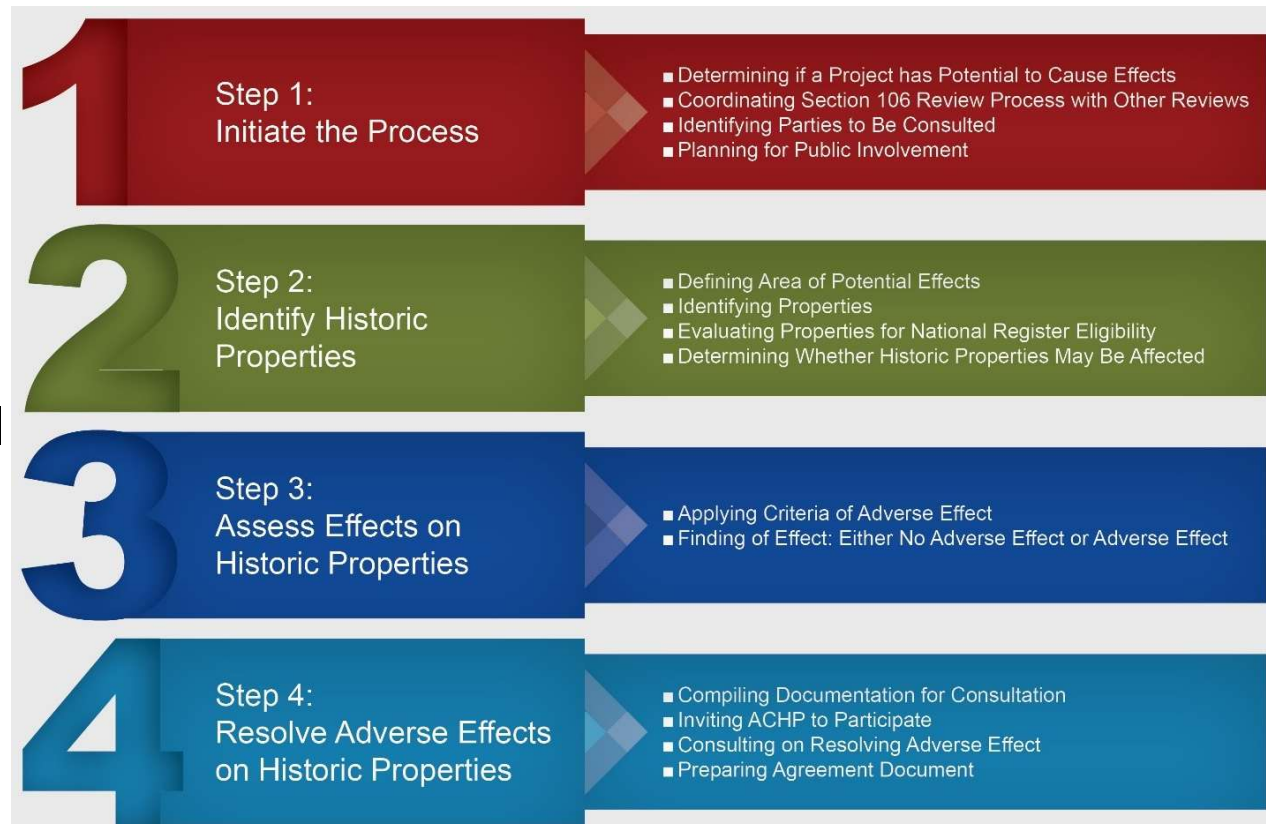 1
Step 1:
Initiate the Process
■ Determining if a Project has Potential to Cause Effects
■ Coordinating Section 106 Review Process with Other Reviews
■ Identifying Parties to Be Consulted
■ Planning for Public Involvement
2
Step 2:
Identify Historic
Properties
■ Defining Area of Potential Effects
■ Identifying Properties
■ Evaluating Properties for National Register Eligibility
■ Determining Whether Historic Properties May Be Affected
3
Step 3:
Assess Effects on
Historic Properties
■ Applying Criteria of Adverse Effect
■ Finding of Effect: Either No Adverse Effect or Adverse Effect
4
Step 4:
Resolve Adverse Effects
on Historic Properties
■ Compiling Documentation for Consultation
■ Inviting ACHP to Participate
■ Consulting on Resolving Adverse Effect
■ Preparing Agreement Document